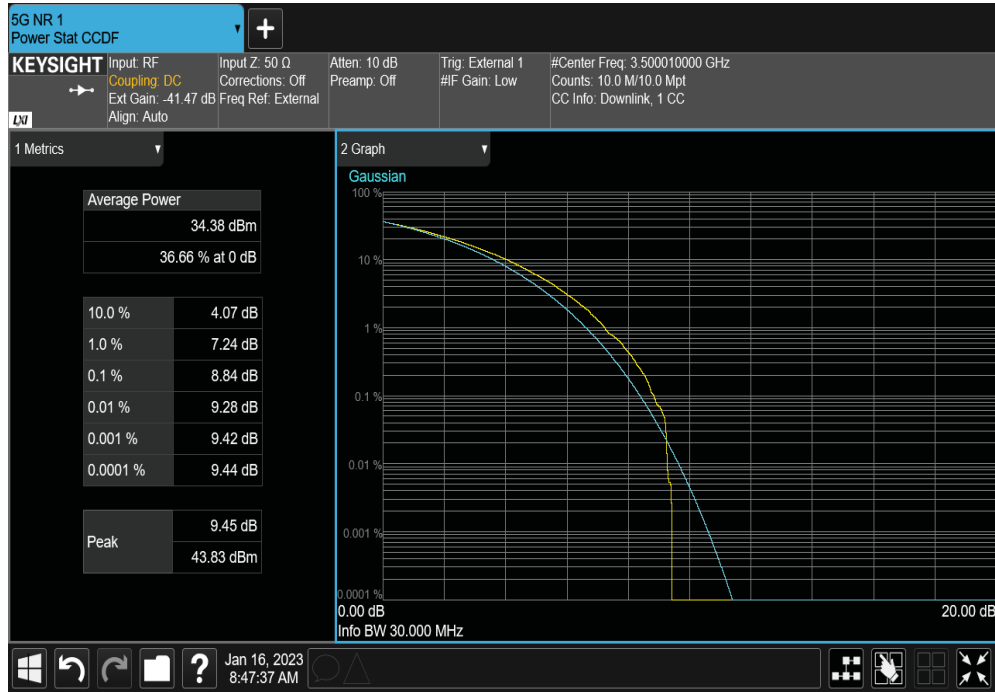 5G NR 1
Power Stat CCDF
+
KEYSIGHT
LXI
Input: RF
Coupling: DC
Ext Gain: -41.47 dB
Align: Auto
Input Z: 50 Ω
Corrections: Off
Freq Ref: External
Atten: 10 dB
Preamp: Off
Trig: External 1
#IF Gain: Low
#Center Freq: 3.500010000 GHz
Counts: 10.0 M/10.0 Mpt
CC Info: Downlink, 1 CC
1 Metrics
Average Power
34.38 dBm
36.66 % at 0 dB
10.0 % 4.07 dB
1.0 % 7.24 dB
0.1 % 8.84 dB
0.01 % 9.28 dB
0.001 % 9.42 dB
0.0001 % 9.44 dB
Peak
9.45 dB
43.83 dBm
2 Graph
Gaussian
100 %
10 %
1 %
0.1 %
0.01 %
0.001 %
0.0001 %
0.00 dB
20.00 dB
Info BW 30.000 MHz
?
Jan 16, 2023
8:47:37 AM